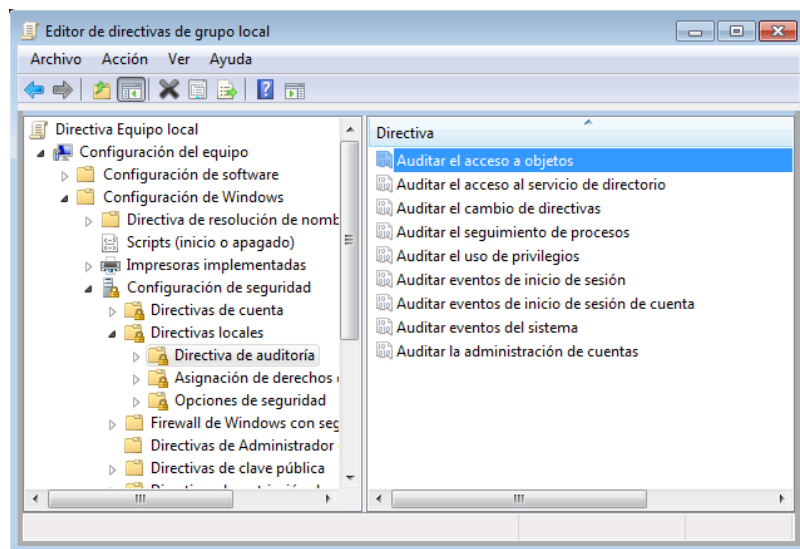 Editor de directivas de grupo local
Archivo Acción Ver Ayuda
Directiva Equipo local
Configuración del equipo
Configuración de software
Configuración de Windows
Directiva de resolución de nomb
Scripts (inicio o apagado)
Impresoras implementadas
Configuración de seguridad
Directivas de cuenta
Directivas locales
Directiva de auditoría
Asignación de derechos
Opciones de seguridad
Firewall de Windows con seg
Directivas de Administrador
Directivas de clave pública
Directiva
Auditar el acceso a objetos
Auditar el acceso al servicio de directorio
Auditar el cambio de directivas
Auditar el seguimiento de procesos
Auditar el uso de privilegios
Auditar eventos de inicio de sesión
Auditar eventos de inicio de sesión de cuenta
Auditar eventos del sistema
Auditar la administración de cuentas